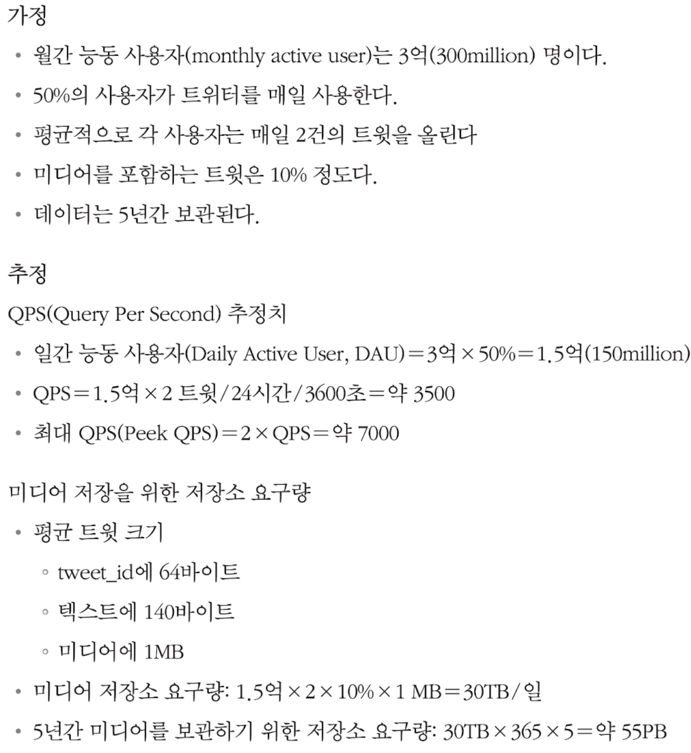 가정
• 월간 능동 사용자(monthly active user)는 3억(300million) 명이다.
• 50%의 사용자가 트위터를 매일 사용한다.
• 평균적으로 각 사용자는 매일 2건의 트윗을 올린다
• 미디어를 포함하는 트윗은 10% 정도다.
• 데이터는 5년간 보관된다.
추정
QPS(Query Per Second) 추정치
• 일간 능동 사용자(Daily Active User, DAU)=3억×50%=1.5억(150million)
• QPS=1.5억×2 트윗/24시간/3600초=약 3500
• 최대 QPS(Peek QPS)=2×QPS=약 7000
미디어 저장을 위한 저장소 요구량
• 평균 트윗 크기
◦ tweet_id에 64바이트
◦ 텍스트에 140바이트
◦ 미디어에 1MB
• 미디어 저장소 요구량: 1.5억×2×10%×1 MB=30TB/일
• 5년간 미디어를 보관하기 위한 저장소 요구량: 30TB×365×5=약 55PB